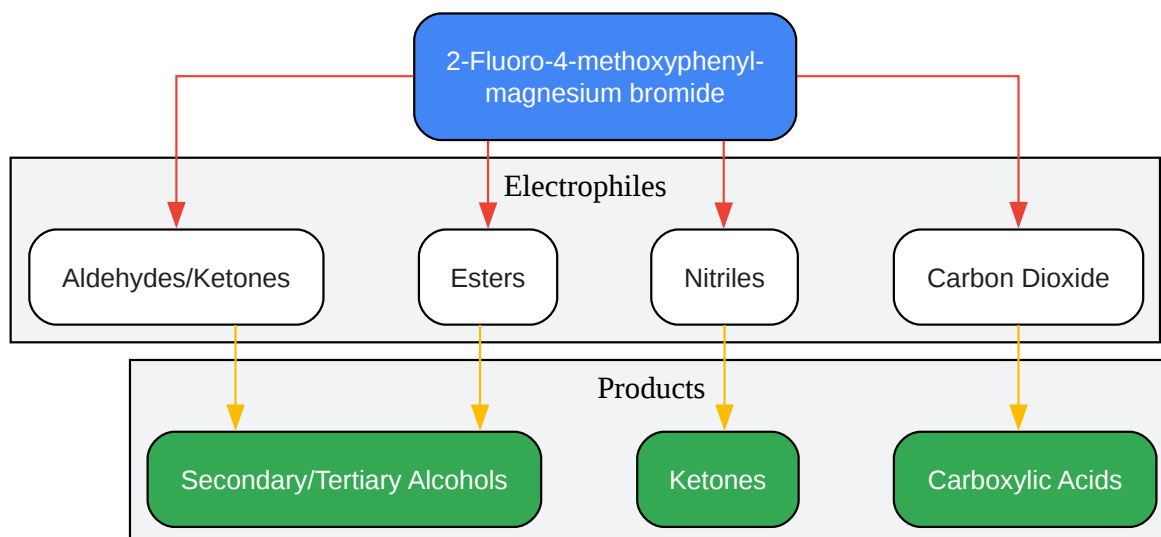 2-Fluoro-4-methoxyphenyl-
magnesium bromide
Electrophiles
Aldehydes/Ketones
Esters
Nitriles
Carbon Dioxide
Products
Secondary/Tertiary Alcohols
Ketones
Carboxylic Acids